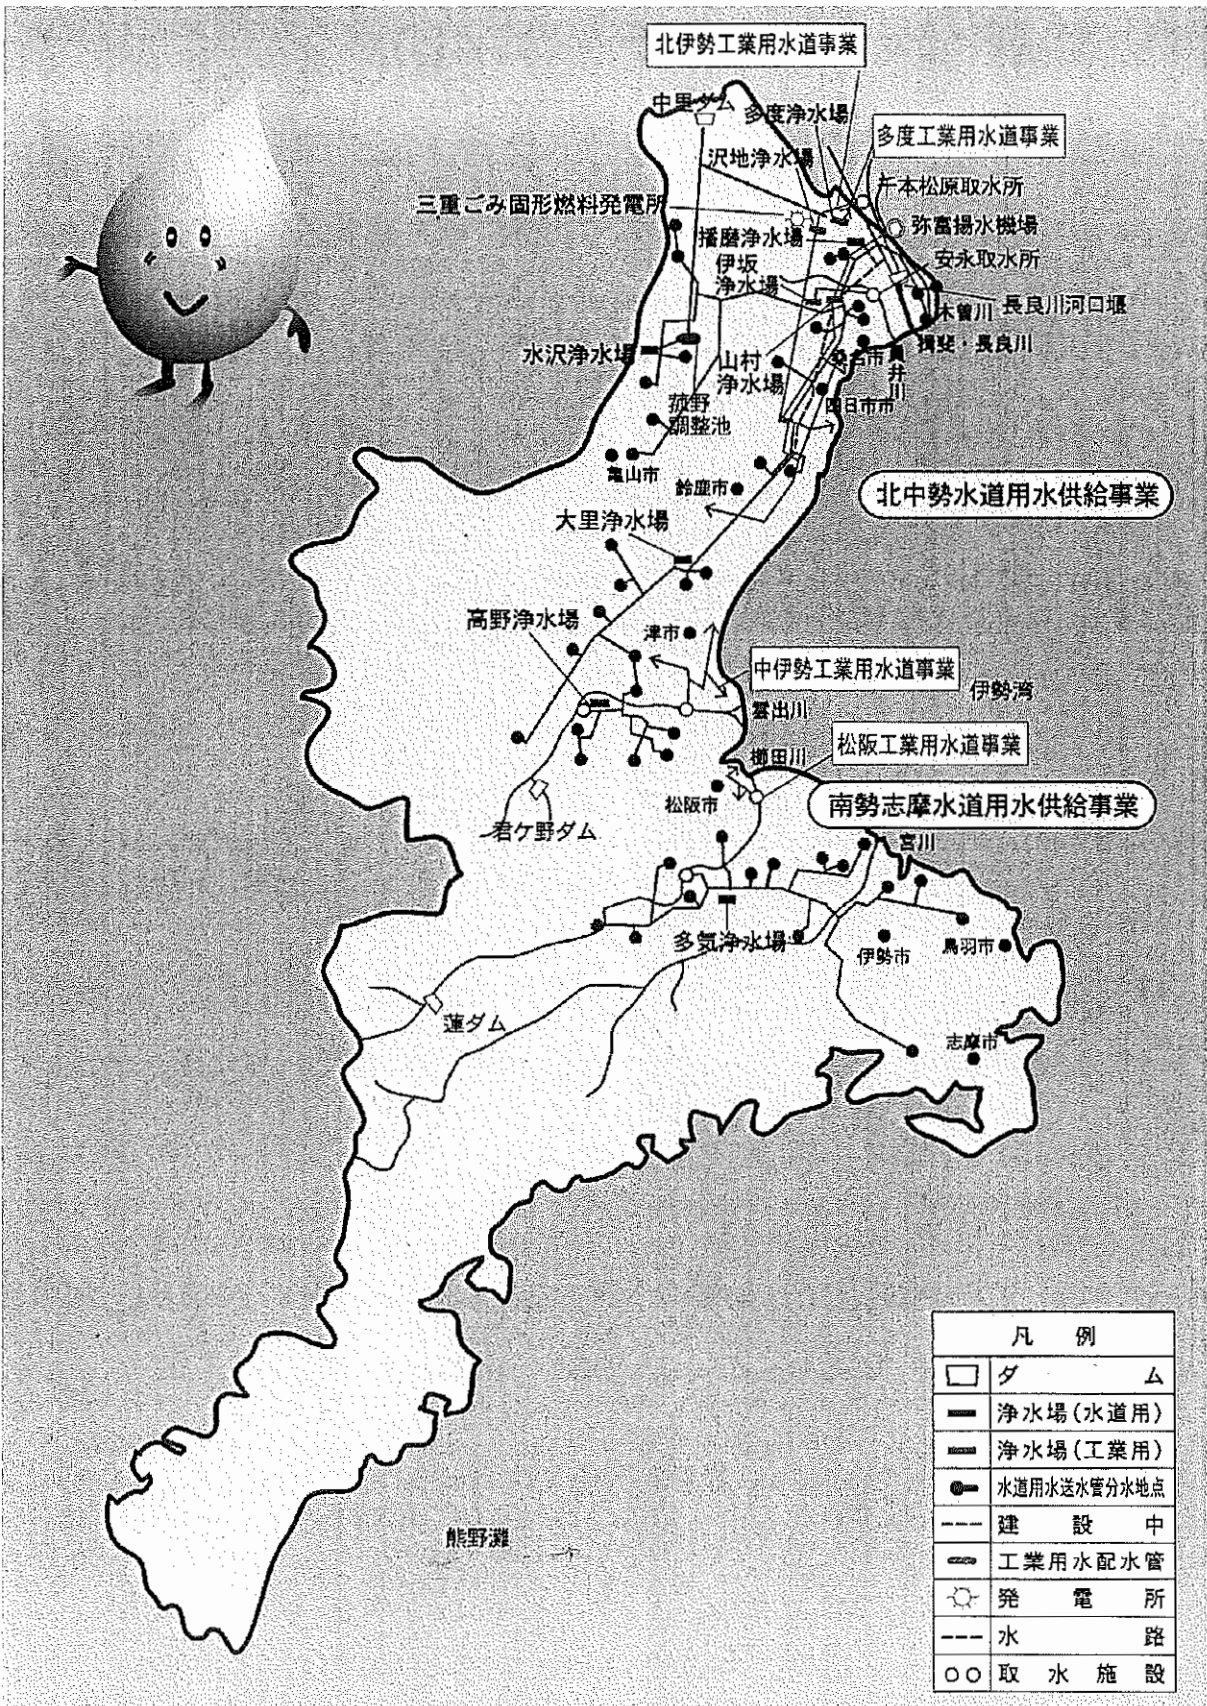 北伊勢工業用水道事業
中里ダム
多度浄水場
多度工業用水道事業
沢地浄水場
千本松原取水所
三重ごみ固形燃料発電所
弥富揚水機場
播磨浄水場
安永取水所
伊坂
浄水場
長良川河口堰
木曽川
揖斐・長良川
水沢浄水場
山村
浄水場
桑名市
員弁川
四日市市
菰野
調整池
亀山市
鈴鹿市
北中勢水道用水供給事業
大里浄水場
高野浄水場
津市
中伊勢工業用水道事業
伊勢湾
雲出川
櫛田川
松阪工業用水道事業
松阪市
南勢志摩水道用水供給事業
君ケ野ダム
宮川
多気浄水場
伊勢市
鳥羽市
蓮ダム
志摩市
熊野灘
凡例
ダム
浄水場(水道用)
浄水場(工業用)
水道用水送水管分水地点
建設中
工業用水配水管
発電所
水路
取水施設